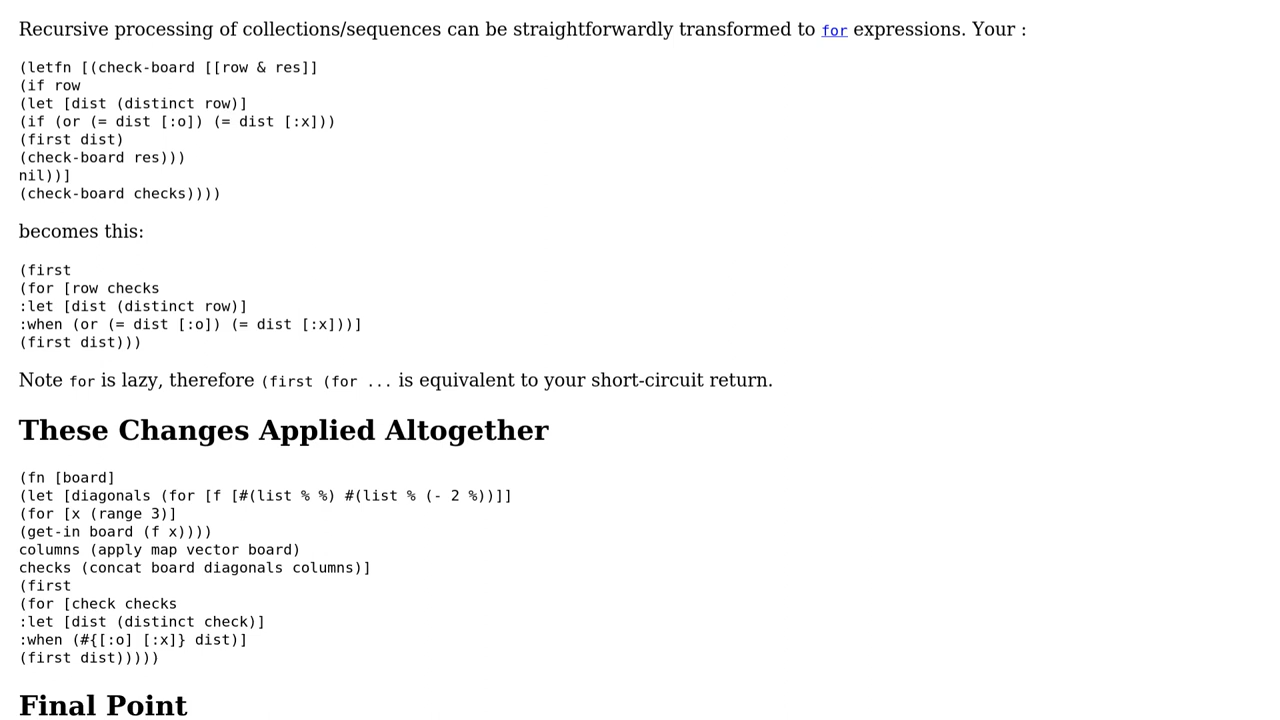 Recursive processing of collections/sequences can be straightforwardly transformed to for expressions. Your :
(letfn [(check-board [[row & res]]
(if row
(let [dist (distinct row)]
(if (or (= dist [:o]) (= dist [:x]))
(first dist)
(check-board res)))
nil))]
(check-board checks))))
becomes this:
(first
(for [row checks
:let [dist (distinct row)]
:when (or (= dist [:o]) (= dist [:x]))]
(first dist)))
Note for is lazy, therefore (first (for ... is equivalent to your short-circuit return.
These Changes Applied Altogether
(fn [board]
(let [diagonals (for [f [#(list % %) #(list % (- 2 %))]]
(for [x (range 3)]
(get-in board (f x))))
columns (apply map vector board)
checks (concat board diagonals columns)]
(first
(for [check checks
:let [dist (distinct check)]
:when (#{[:o] [:x]} dist)]
(first dist)))))
Final Point